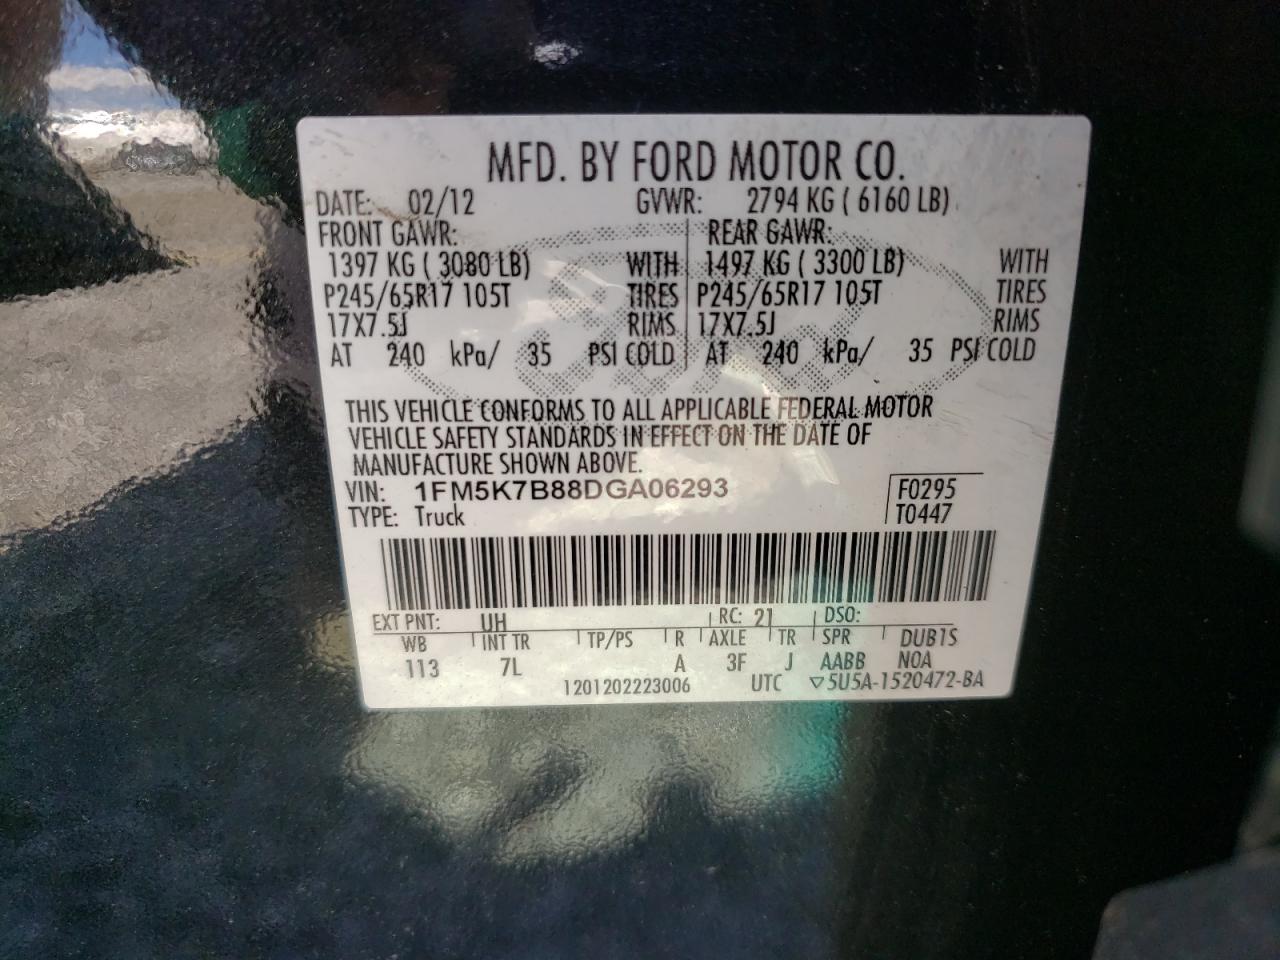 MFD. BY FORD MOTOR CO.
DATE: 02/12 GVWR: 2794 KG ( 6160 LB)
FRONT GAWR: REAR GAWR:
1397 KG ( 3080 LB) WITH 1497 KG ( 3300 LB) WITH
P245/65R17 105T TIRES P245/65R17 105T TIRES
17X7.5J RIMS 17X7.5J RIMS
AT 240 kPa/ 35 PSI COLD AT 240 kPa/ 35 PSI COLD
THIS VEHICLE CONFORMS TO ALL APPLICABLE FEDERAL MOTOR
VEHICLE SAFETY STANDARDS IN EFFECT ON THE DATE OF
MANUFACTURE SHOWN ABOVE.
VIN: 1FM5K7B88DGA06293 F0295
TYPE: Truck T0447
EXT PNT: UH RC: 21 DSO:
WB INT TR TP/PS R AXLE TR SPR DUB1S
113 7L A 3F J AABB NOA
1201202223006 UTC ▽5U5A-1520472-BA